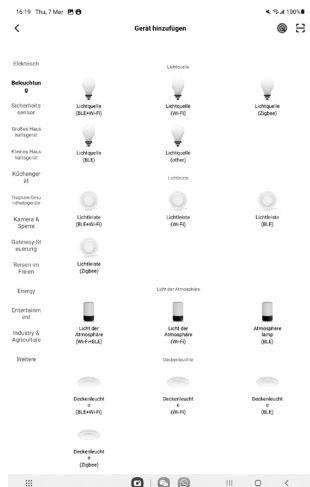 16:19 Thu, 7 Mar
100%
Gerät hinzufügen
Elektrisch
Beleuchtun
g
Sicherheits
sensor
Großes Haus
haltsgerät
Kleines Haus
haltsgerät
Küchenger
ät
Tragbare Gesu
ndheitsgeräte
Kamera &
Sperre
Gateway-St
euerung
Reisen im
Freien
Energy
Entertainm
ent
Industry &
Agriculture
Weitere
Lichtquelle
Lichtquelle
(BLE+Wi-Fi)
Lichtquelle
(Wi-Fi)
Lichtquelle
(Zigbee)
Lichtquelle
(BLE)
Lichtquelle
(other)
Lichtleiste
Lichtleiste
(BLE+Wi-Fi)
Lichtleiste
(Wi-Fi)
Lichtleiste
(BLE)
Lichtleiste
(Zigbee)
Licht der Atmosphäre
Licht der
Atmosphäre
(Wi-Fi+BLE)
Licht der
Atmosphäre
(Wi-Fi)
Atmosphere
lamp
(BLE)
Deckenleuchte
Deckenleucht
e
(BLE+Wi-Fi)
Deckenleucht
e
(Wi-Fi)
Deckenleucht
e
(BLE)
Deckenleucht
e
(Zigbee)